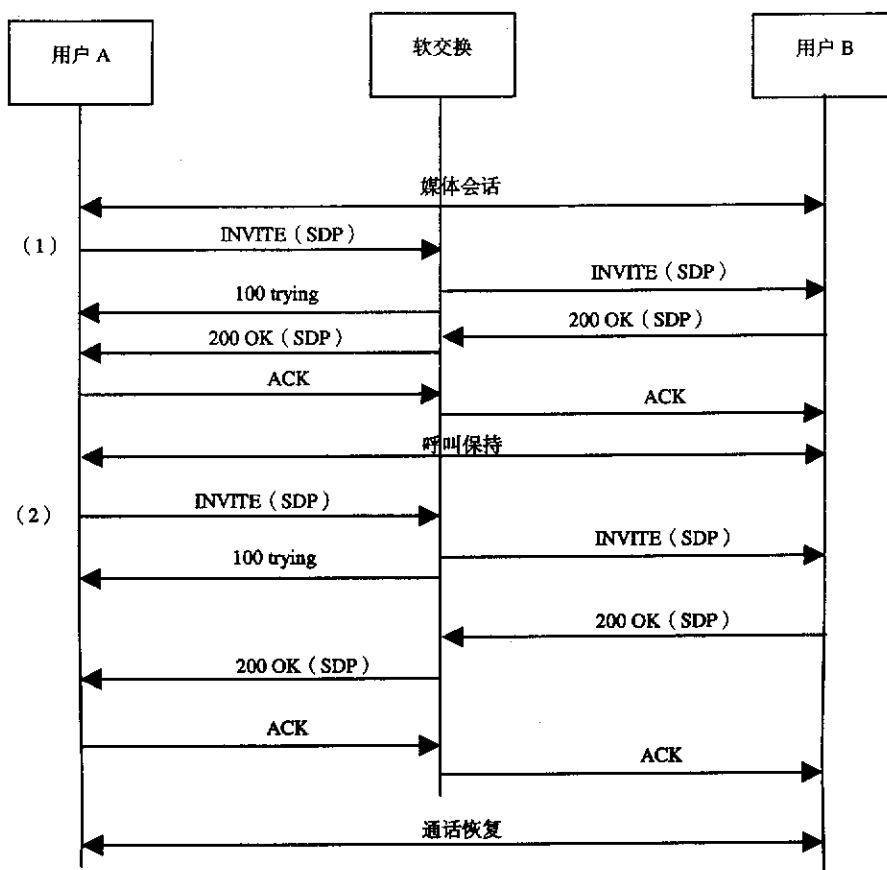 用户 A
软交换
用户 B
媒体会话
（1）
INVITE（SDP）
INVITE（SDP）
100 trying
200 OK（SDP）
200 OK（SDP）
ACK
ACK
呼叫保持
（2）
INVITE（SDP）
INVITE（SDP）
100 trying
200 OK（SDP）
200 OK（SDP）
ACK
ACK
通话恢复